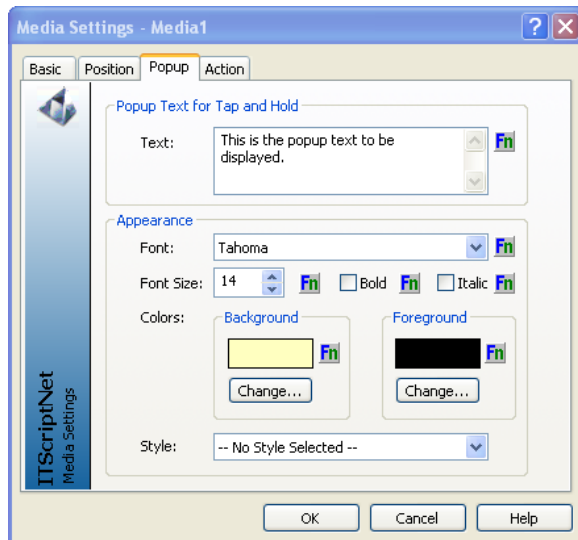 Media Settings - Media1
Basic Position Popup Action
Popup Text for Tap and Hold
Text: This is the popup text to be Fn
displayed.
Appearance
Font: Tahoma Fn
Font Size: 14 Fn Bold Fn Italic Fn
Colors: Background Foreground
Fn Fn
Change... Change...
Style: -- No Style Selected --
ITScriptNet
Media Settings
OK Cancel Help